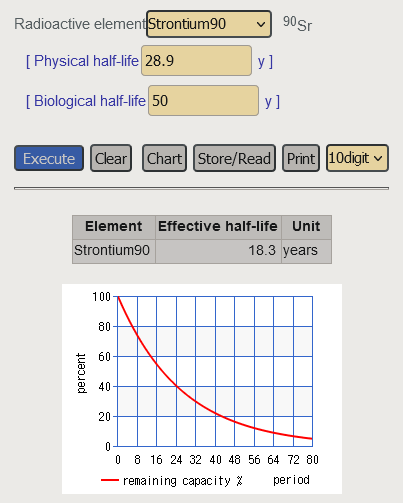 Radioactive element Strontium90 ⁹⁰Sr
[ Physical half-life 28.9 y ]
[ Biological half-life 50 y ]
Execute Clear Chart Store/Read Print 10digit
Element Effective half-life Unit
Strontium90 18.3 years
100
80
60
40
20
0
percent
0 8 16 24 32 40 48 56 64 72 80
remaining capacity % period